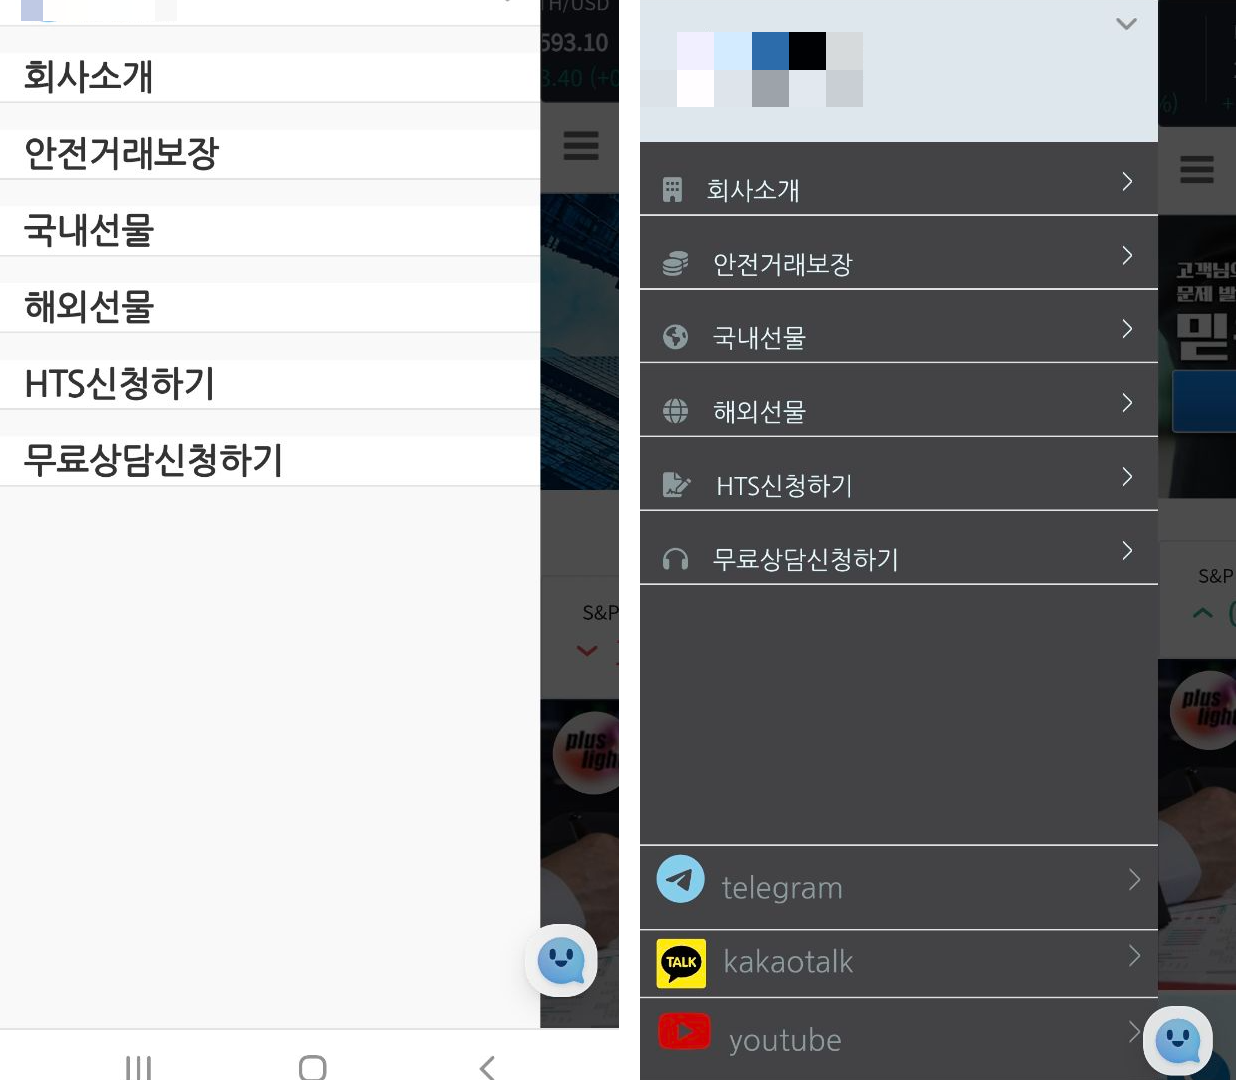 TH/USD
593.10
3.40 (+0
회사소개
안전거래보장
국내선물
해외선물
HTS신청하기
무료상담신청하기
S&P
plus
light
%)
회사소개
안전거래보장
국내선물
해외선물
HTS신청하기
무료상담신청하기
고객님의
문제 발
믿
S&P
plus
light
telegram
TALK
kakaotalk
youtube